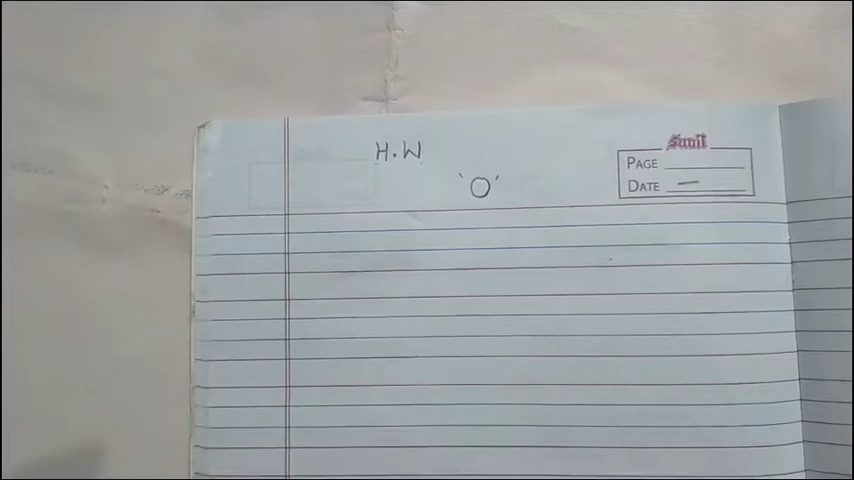 H.W
'O'
Sunil
PAGE
DATE —